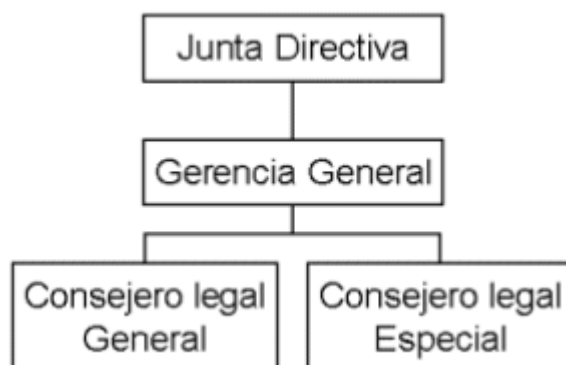 Junta Directiva
Gerencia General
Consejero legal
General
Consejero legal
Especial